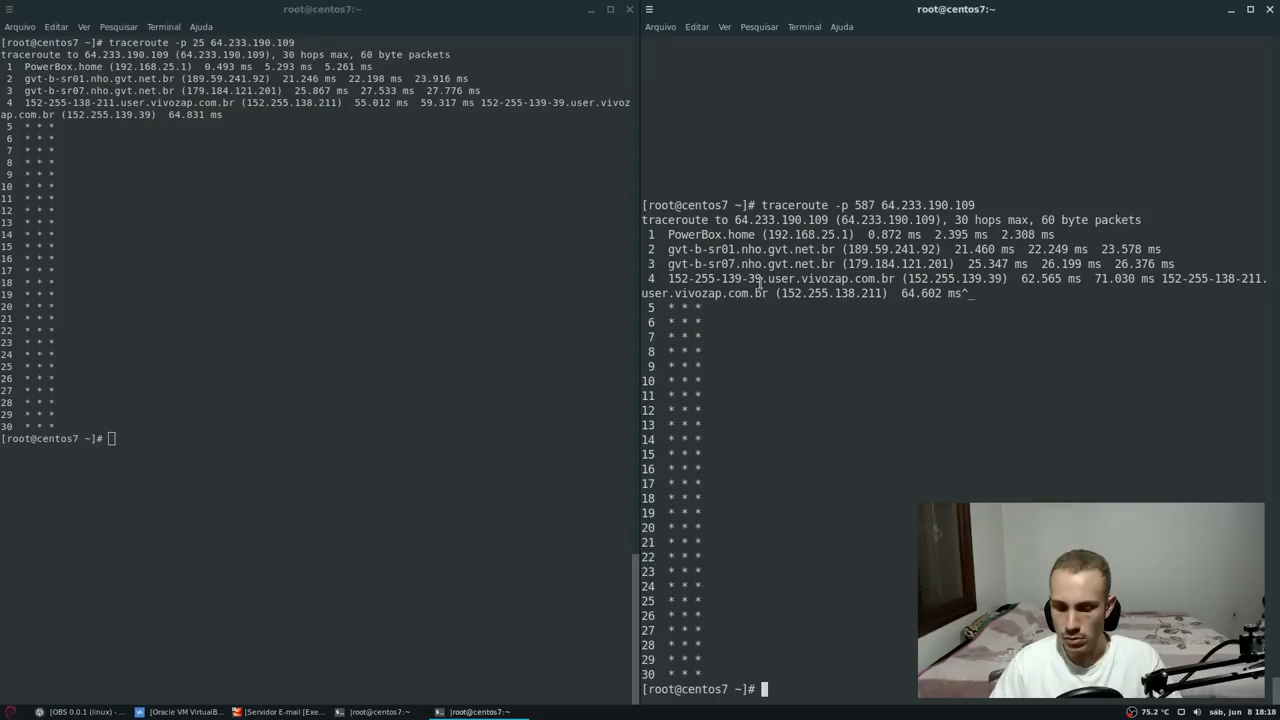 root@centos7:~
Arquivo Editar Ver Pesquisar Terminal Ajuda
[root@centos7 ~]# traceroute -p 25 64.233.190.109
traceroute to 64.233.190.109 (64.233.190.109), 30 hops max, 60 byte packets
1 PowerBox.home (192.168.25.1) 0.493 ms 5.293 ms 5.261 ms
2 gvt-b-sr01.nho.gvt.net.br (189.59.241.92) 21.246 ms 22.198 ms 23.916 ms
3 gvt-b-sr07.nho.gvt.net.br (179.184.121.201) 25.867 ms 27.533 ms 27.776 ms
4 152-255-138-211.user.vivozap.com.br (152.255.138.211) 55.012 ms 59.317 ms 152-255-139-39.user.vivoz
ap.com.br (152.255.139.39) 64.831 ms
5 * * *
6 * * *
7 * * *
8 * * *
9 * * *
10 * * *
11 * * *
12 * * *
13 * * *
14 * * *
15 * * *
16 * * *
17 * * *
18 * * *
19 * * *
20 * * *
21 * * *
22 * * *
23 * * *
24 * * *
25 * * *
26 * * *
27 * * *
28 * * *
29 * * *
30 * * *
[root@centos7 ~]#
root@centos7:~
Arquivo Editar Ver Pesquisar Terminal Ajuda
[root@centos7 ~]# traceroute -p 587 64.233.190.109
traceroute to 64.233.190.109 (64.233.190.109), 30 hops max, 60 byte packets
1 PowerBox.home (192.168.25.1) 0.872 ms 2.395 ms 2.308 ms
2 gvt-b-sr01.nho.gvt.net.br (189.59.241.92) 21.460 ms 22.249 ms 23.578 ms
3 gvt-b-sr07.nho.gvt.net.br (179.184.121.201) 25.347 ms 26.199 ms 26.376 ms
4 152-255-139-39.user.vivozap.com.br (152.255.139.39) 62.565 ms 71.030 ms 152-255-138-211.
user.vivozap.com.br (152.255.138.211) 64.602 ms^_
5 * * *
6 * * *
7 * * *
8 * * *
9 * * *
10 * * *
11 * * *
12 * * *
13 * * *
14 * * *
15 * * *
16 * * *
17 * * *
18 * * *
19 * * *
20 * * *
21 * * *
22 * * *
23 * * *
24 * * *
25 * * *
26 * * *
27 * * *
28 * * *
29 * * *
30 * * *
[root@centos7 ~]#
[OBS 0.0.1 (linux) - ... [Oracle VM VirtualB... [Servidor E-mail [Exe... [root@centos7:~ [root@centos7:~ 75.2 °C sáb, jun 8 18:18